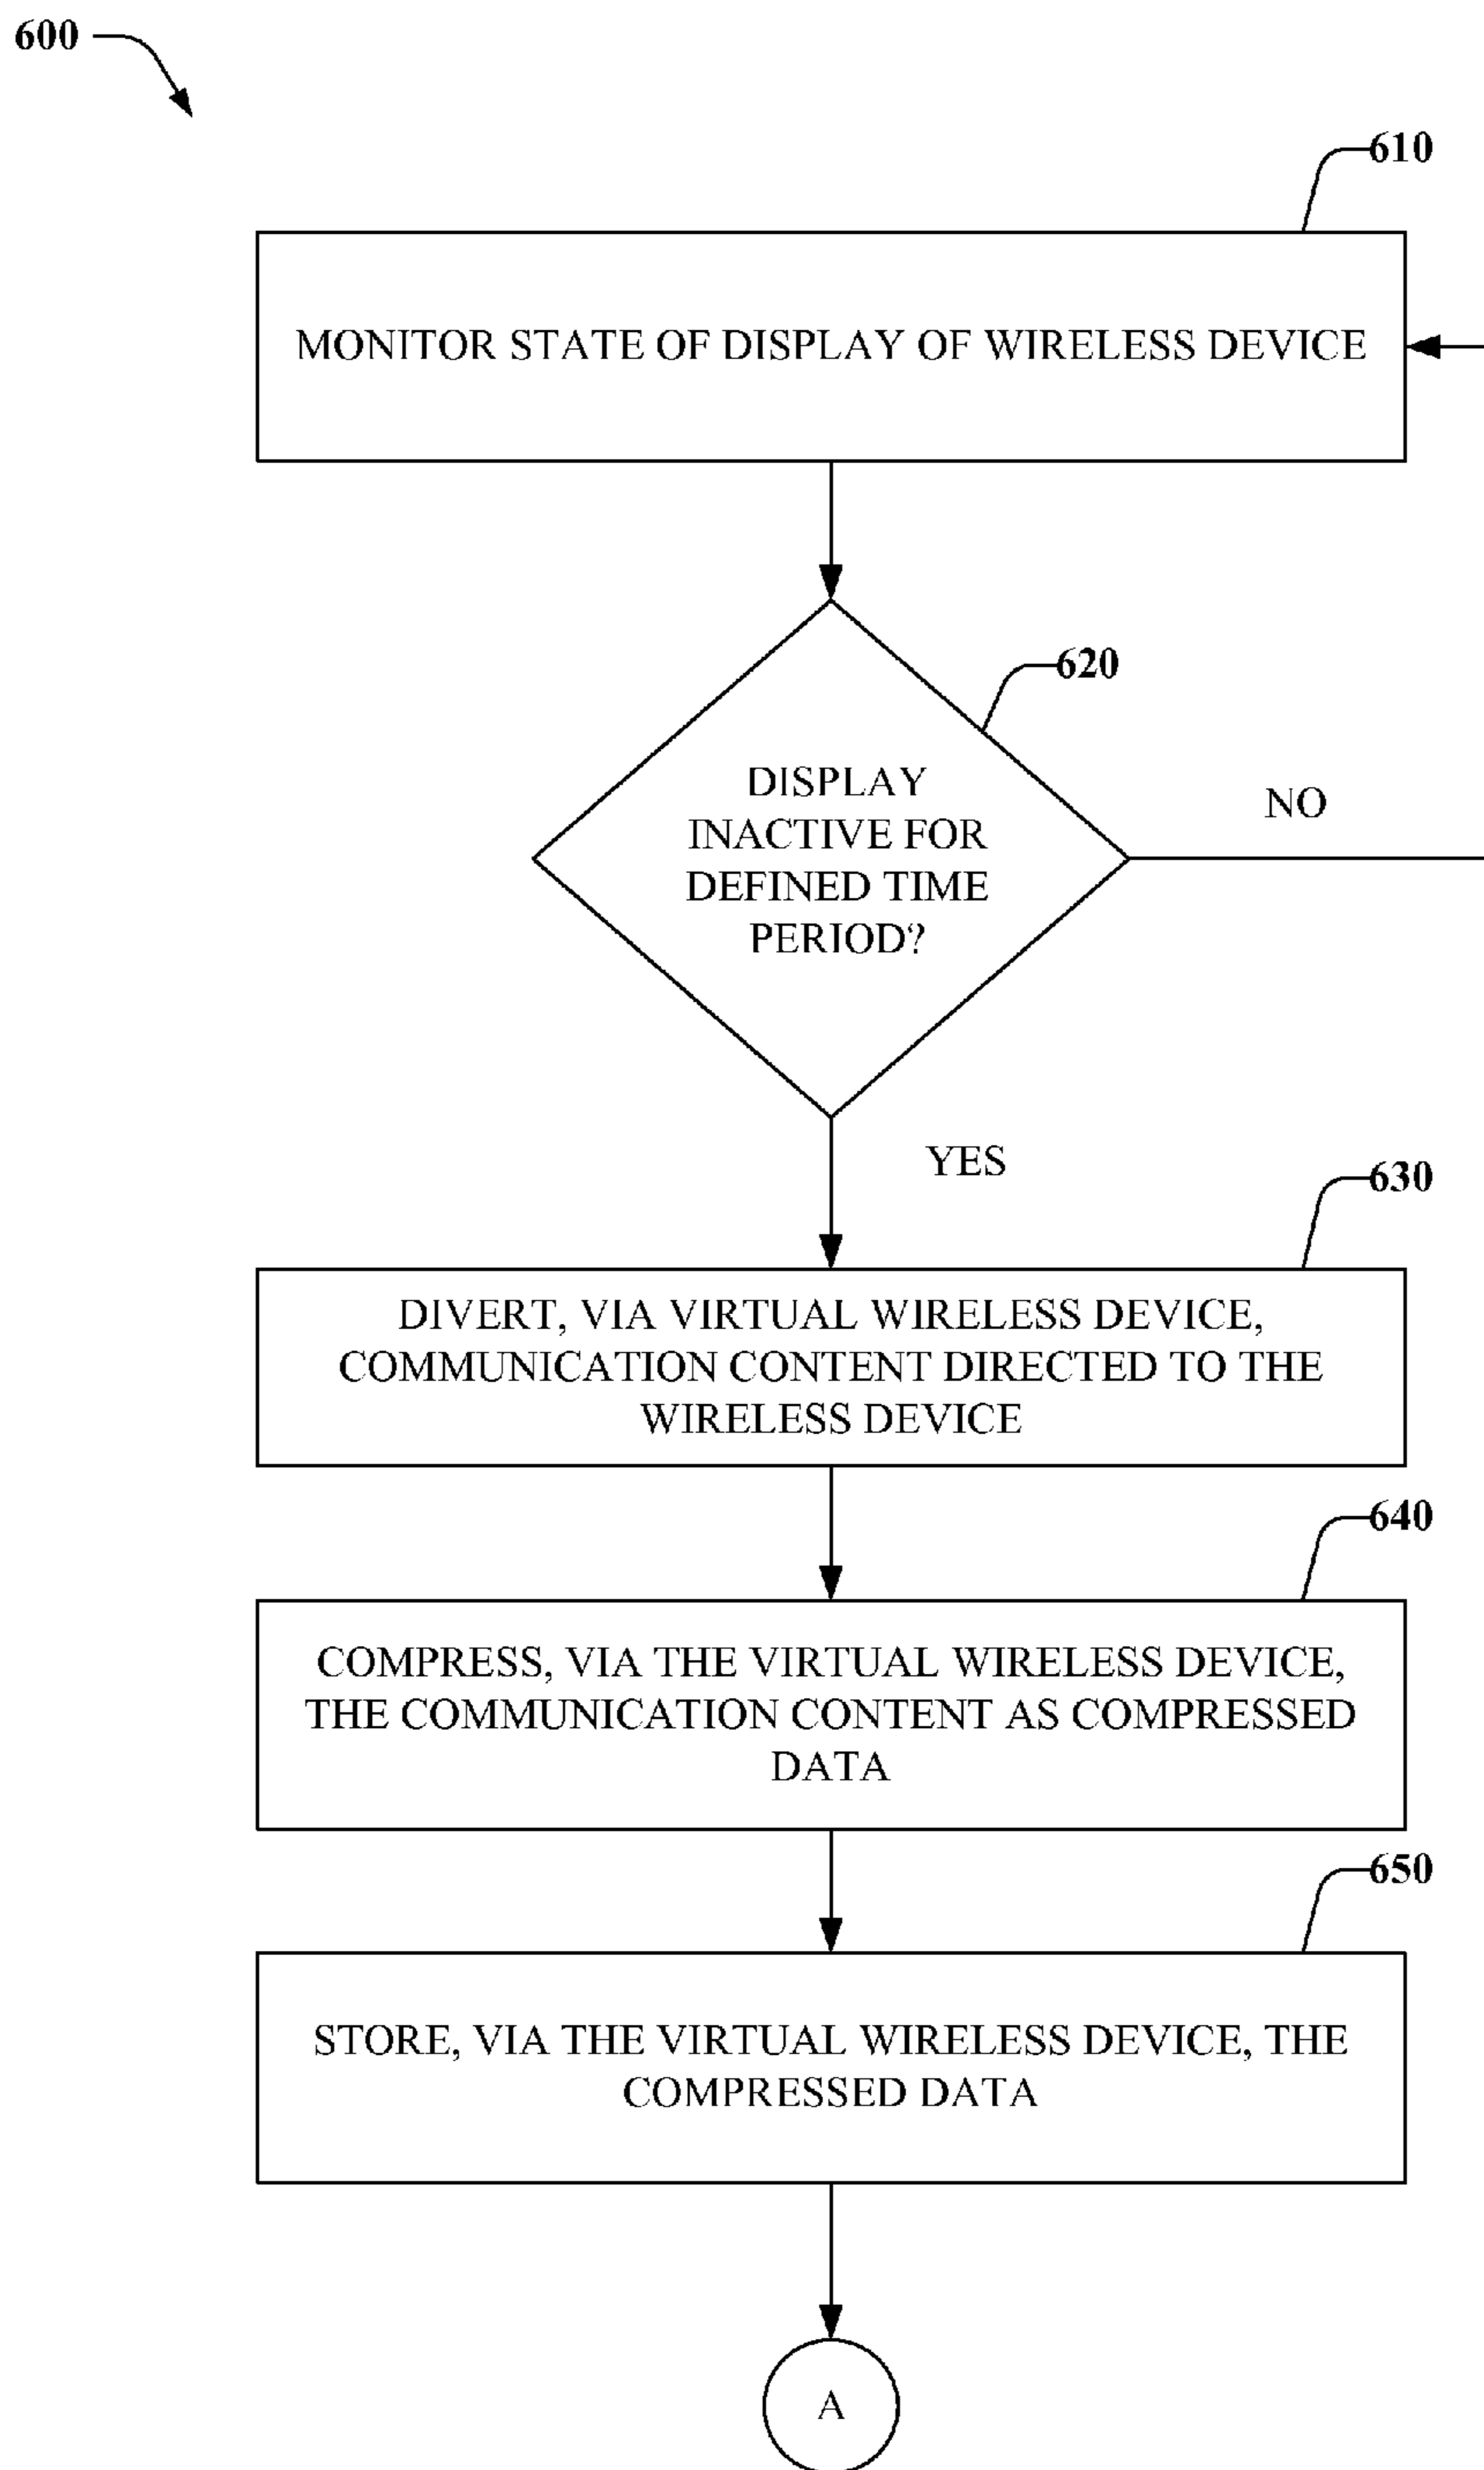 600
610
MONITOR STATE OF DISPLAY OF WIRELESS DEVICE
620
DISPLAY
INACTIVE FOR
DEFINED TIME
PERIOD?
NO
YES
630
DIVERT, VIA VIRTUAL WIRELESS DEVICE,
COMMUNICATION CONTENT DIRECTED TO THE
WIRELESS DEVICE
640
COMPRESS, VIA THE VIRTUAL WIRELESS DEVICE,
THE COMMUNICATION CONTENT AS COMPRESSED
DATA
650
STORE, VIA THE VIRTUAL WIRELESS DEVICE, THE
COMPRESSED DATA
A